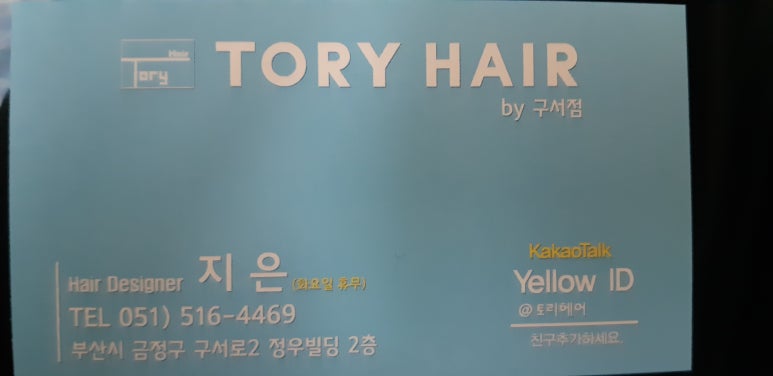 Hair
Tory
TORY HAIR
by 구서점
Hair Designer 지 은 (화요일 휴무)
TEL 051) 516-4469
부산시 금정구 구서로2 정우빌딩 2층
KakaoTalk
Yellow ID
@토리헤어
친구추가하세요.